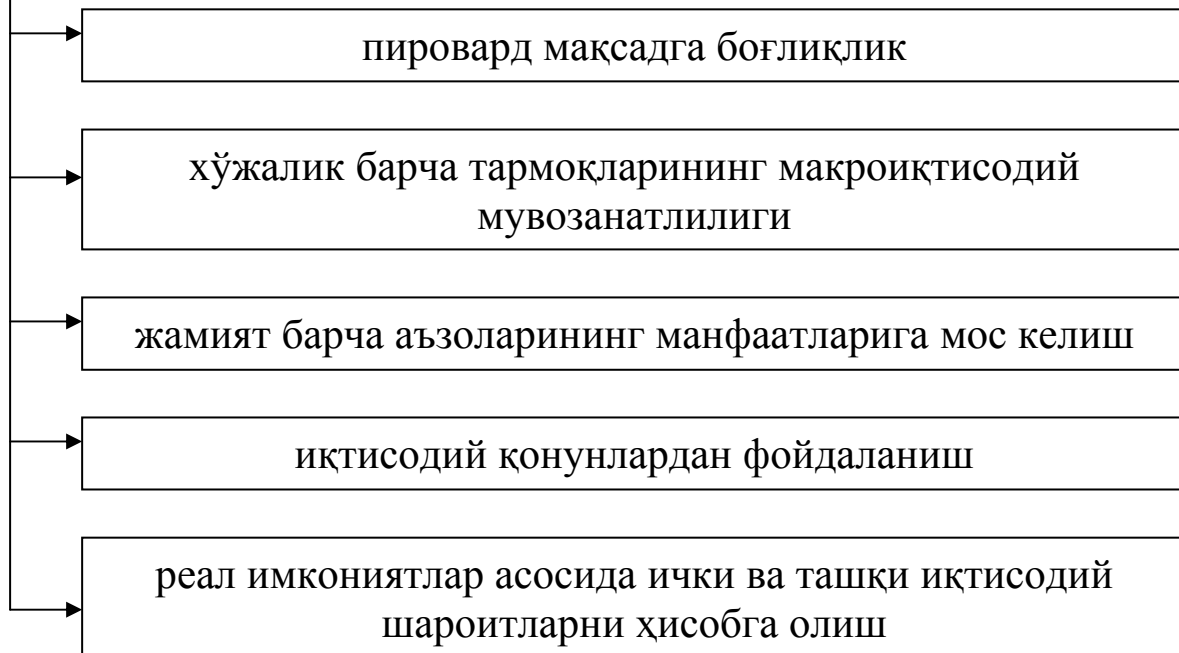 пировард мақсадга боғлиқлик
хўжалик барча тармоқларининг макроиқтисодий
мувозанатлилиги
жамият барча аъзоларининг манфаатларига мос келиш
иқтисодий қонунлардан фойдаланиш
реал имкониятлар асосида ички ва ташқи иқтисодий
шароитларни ҳисобга олиш